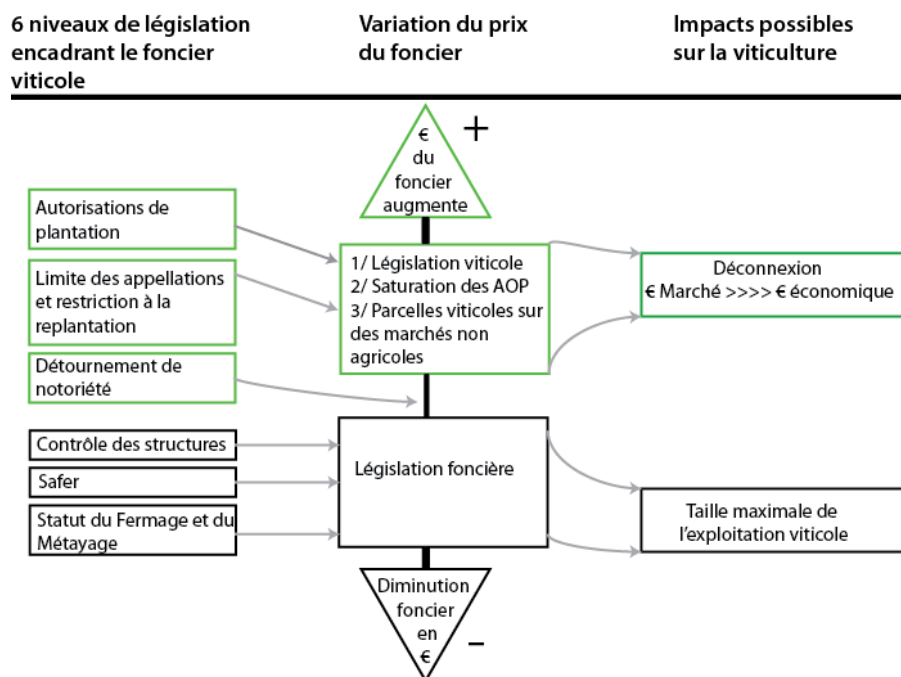 6 niveaux de législation
encadrant le foncier
viticole
Variation du prix
du foncier
Impacts possibles
sur la viticulture
€
du
foncier
augmente
+
Autorisations de
plantation
Limite des appellations
et restriction à la
replantation
Détournement de
notoriété
1/ Législation viticole
2/ Saturation des AOP
3/ Parcelles viticoles sur
des marchés non
agricoles
Déconnexion
€ Marché >>>> € économique
Contrôle des structures
Safer
Statut du Fermage et du
Métayage
Législation foncière
Taille maximale de
l'exploitation viticole
Diminution
foncier
en
€
–